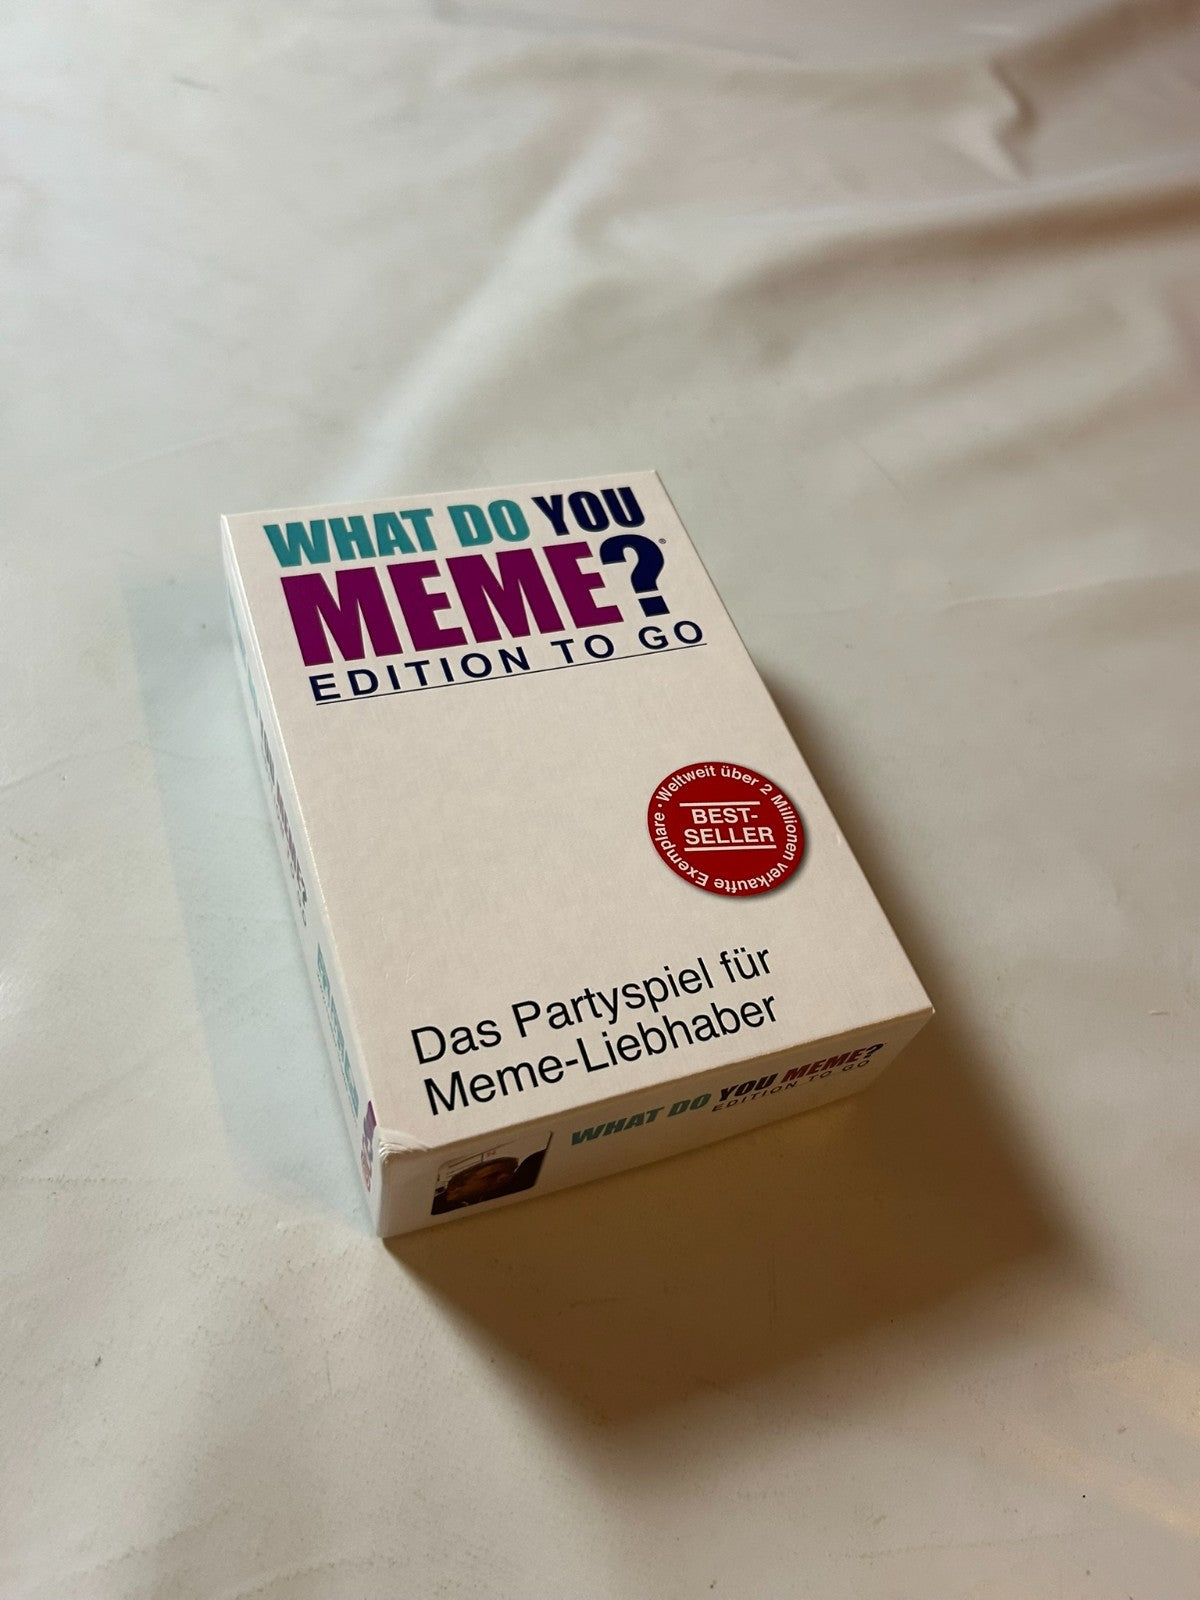 WHAT DO YOU
MEME?®
EDITION TO GO
Weltweit über 2 Millionen verkaufte Exemplare •
BEST-
SELLER
Das Partyspiel für
Meme-Liebhaber
WHAT DO YOU MEME?
EDITION TO GO